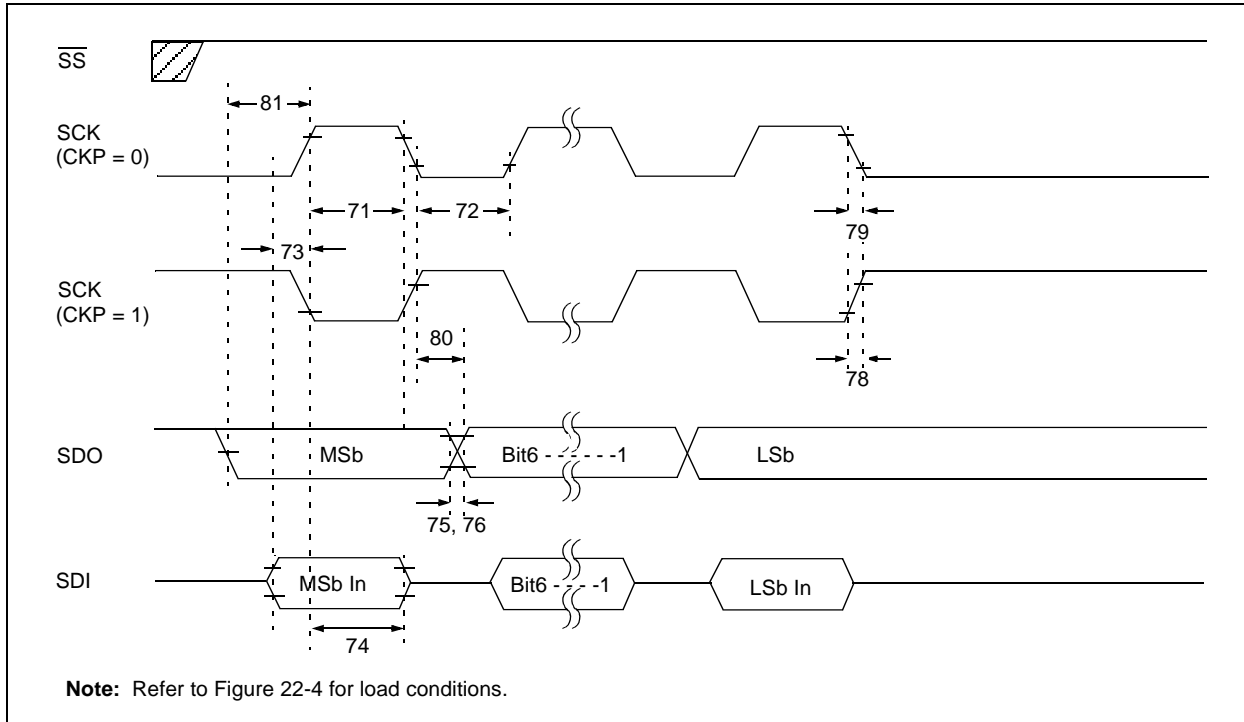 SS
81
SCK
(CKP = 0)
71
72
79
73
SCK
(CKP = 1)
80
78
SDO
MSb
Bit6 - - - - - -1
LSb
75, 76
SDI
MSb In
Bit6 - - - - -1
LSb In
74
Note: Refer to Figure 22-4 for load conditions.